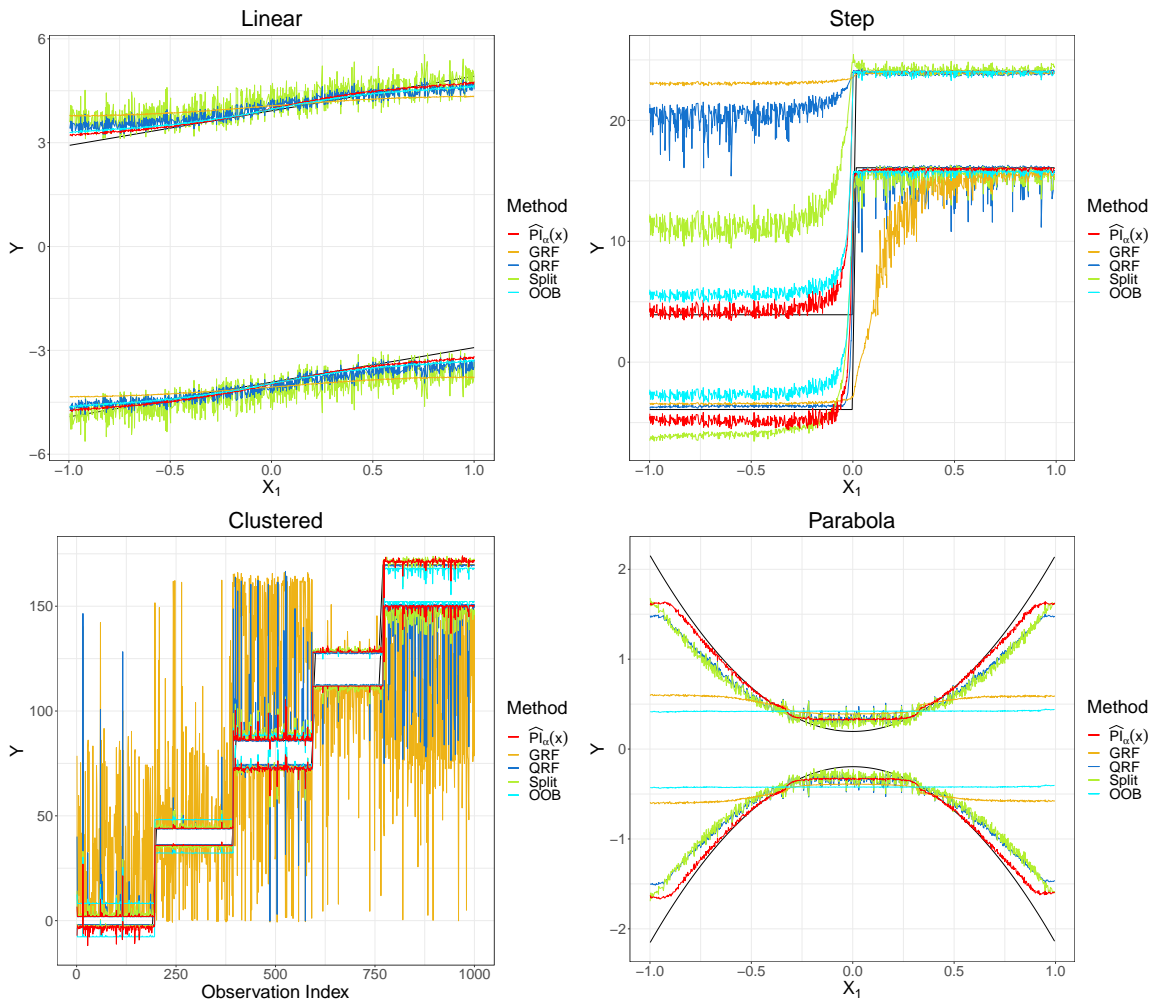 Linear
6
3
0
−3
−6
Y
−1.0 −0.5 0.0 0.5 1.0
X₁
Method
P̂I_α(x)
GRF
QRF
Split
OOB
Step
20
10
0
Y
−1.0 −0.5 0.0 0.5 1.0
X₁
Method
P̂I_α(x)
GRF
QRF
Split
OOB
Clustered
150
100
50
0
Y
0 250 500 750 1000
Observation Index
Method
P̂I_α(x)
GRF
QRF
Split
OOB
Parabola
2
1
0
−1
−2
Y
−1.0 −0.5 0.0 0.5 1.0
X₁
Method
P̂I_α(x)
GRF
QRF
Split
OOB